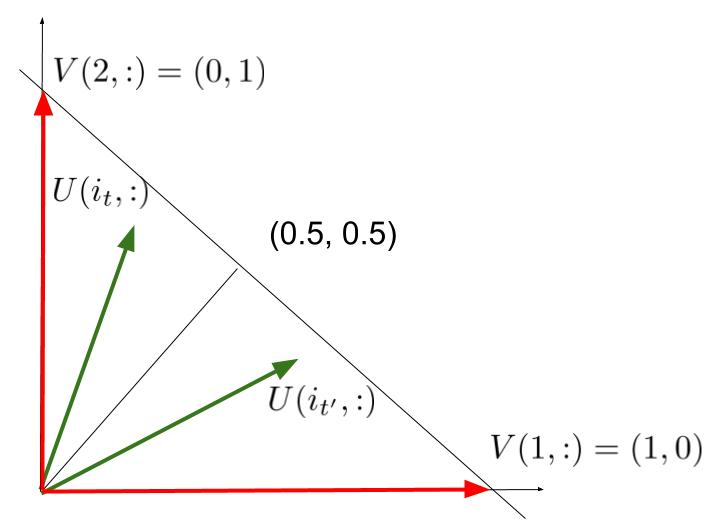 V(2,:) = (0,1)
U(i_t,:)
(0.5, 0.5)
U(i_{t'},:)
V(1,:) = (1,0)